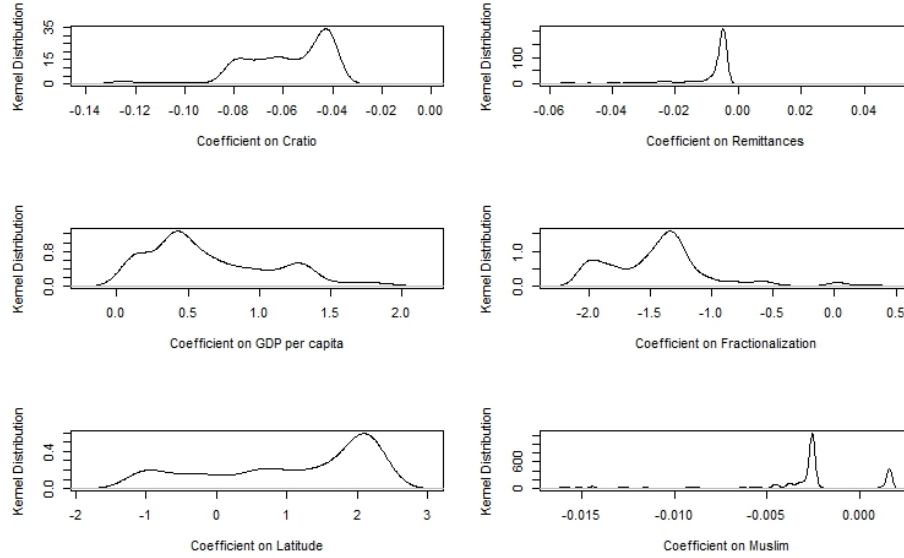 Kernel Distribution
0 15 35
-0.14 -0.12 -0.10 -0.08 -0.06 -0.04 -0.02 0.00
Coefficient on Cratio
Kernel Distribution
0 100
-0.06 -0.04 -0.02 0.00 0.02 0.04
Coefficient on Remittances
Kernel Distribution
0.0 0.8
0.0 0.5 1.0 1.5 2.0
Coefficient on GDP per capita
Kernel Distribution
0.0 1.0
-2.0 -1.5 -1.0 -0.5 0.0 0.5
Coefficient on Fractionalization
Kernel Distribution
0.0 0.4
-2 -1 0 1 2 3
Coefficient on Latitude
Kernel Distribution
0 600
-0.015 -0.010 -0.005 0.000
Coefficient on Muslim